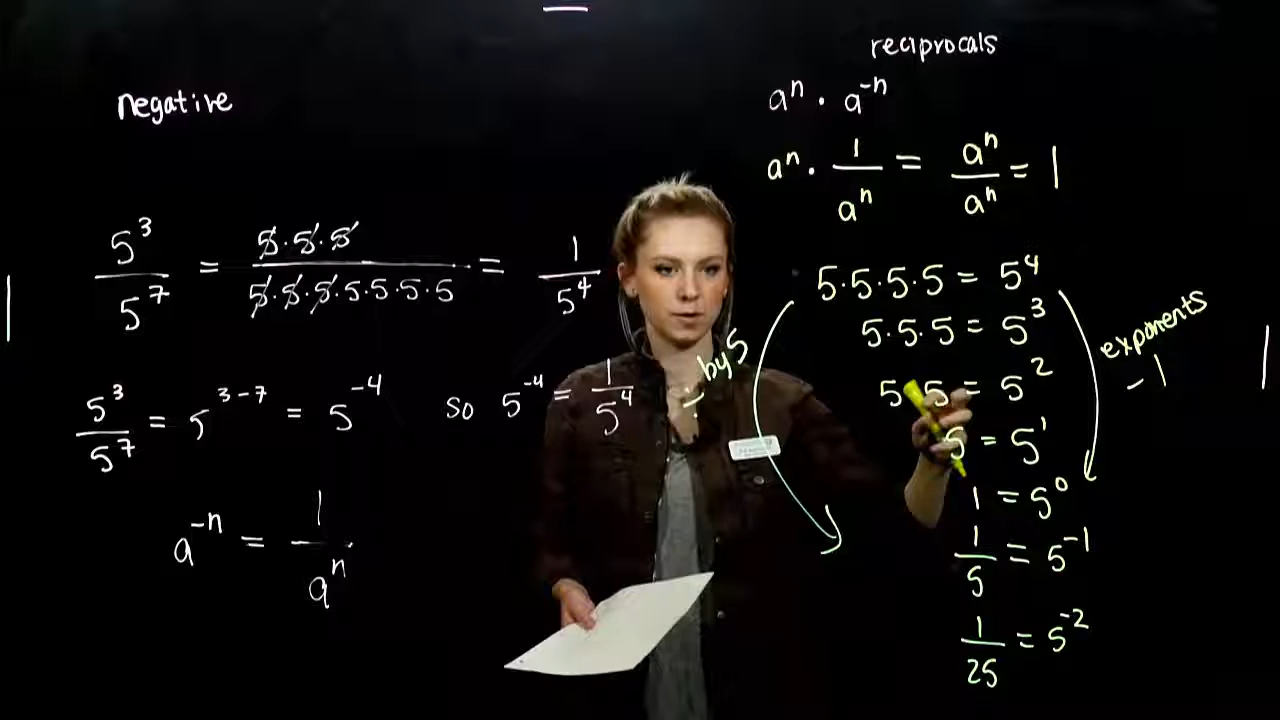 negative
5³/5⁷ = 5·5·5/5·5·5·5·5·5·5 = 1/5⁴
5³/5⁷ = 5³⁻⁷ = 5⁻⁴ so 5⁻⁴ = 1/5⁴
a⁻ⁿ = 1/aⁿ
reciprocals
aⁿ · a⁻ⁿ
aⁿ · 1/aⁿ = aⁿ/aⁿ = 1
5·5·5·5 = 5⁴
5·5·5 = 5³
5·5 = 5²
5 = 5¹
1 = 5⁰
1/5 = 5⁻¹
1/25 = 5⁻²
÷ by 5
exponents
-1